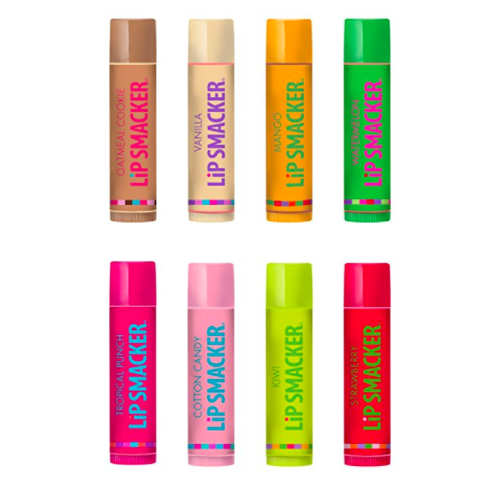 OATMEAL COOKIE
LiP SMACKER
VANILLA
LiP SMACKER
MANGO
LiP SMACKER
WATERMELON
LiP SMACKER
TROPICAL PUNCH
LiP SMACKER
COTTON CANDY
LiP SMACKER
KIWI
LiP SMACKER
STRAWBERRY
LiP SMACKER